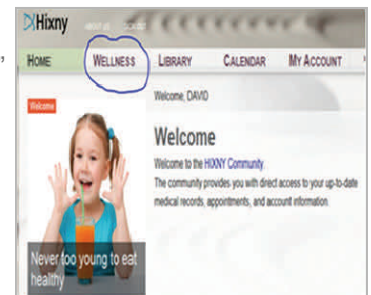 Hixny
ABOUT US
HOME WELLNESS LIBRARY CALENDAR MY ACCOUNT
,
Welcome, DAVID
Welcome
Welcome
Welcome to the HIXNY Community.
The community provides you with direct access to your up-to-date
medical records, appointments, and account information.
Never too young to eat
healthy